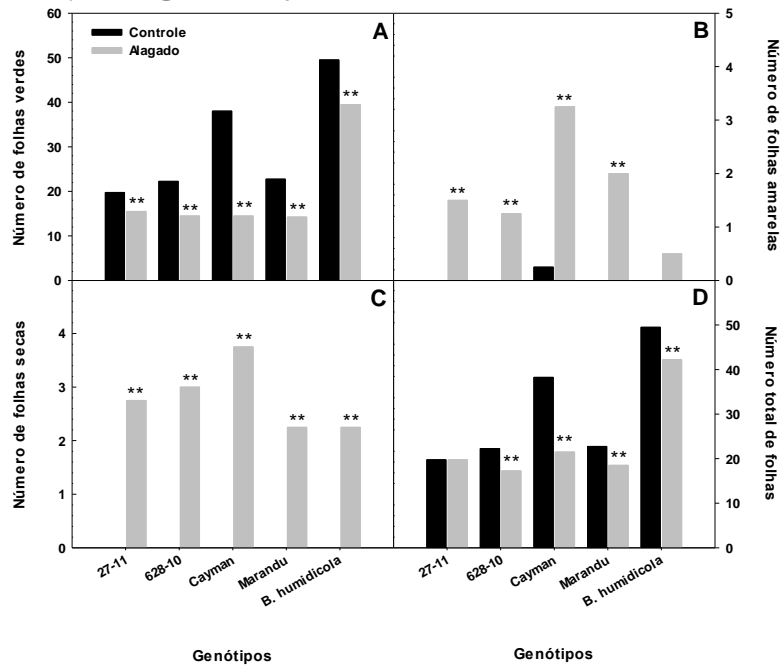 60
50
40
30
20
10
0
Número de folhas verdes
Controle
Alagado
A
**
**
**
**
**
B
5
4
3
2
1
0
Número de folhas amarelas
**
**
**
**
C
4
3
2
1
0
Número de folhas secas
**
**
**
**
**
D
50
40
30
20
10
0
Número total de folhas
**
**
**
**
27-11
628-10
Cayman
Marandu
B. humidicola
27-11
628-10
Cayman
Marandu
B. humidicola
Genótipos
Genótipos